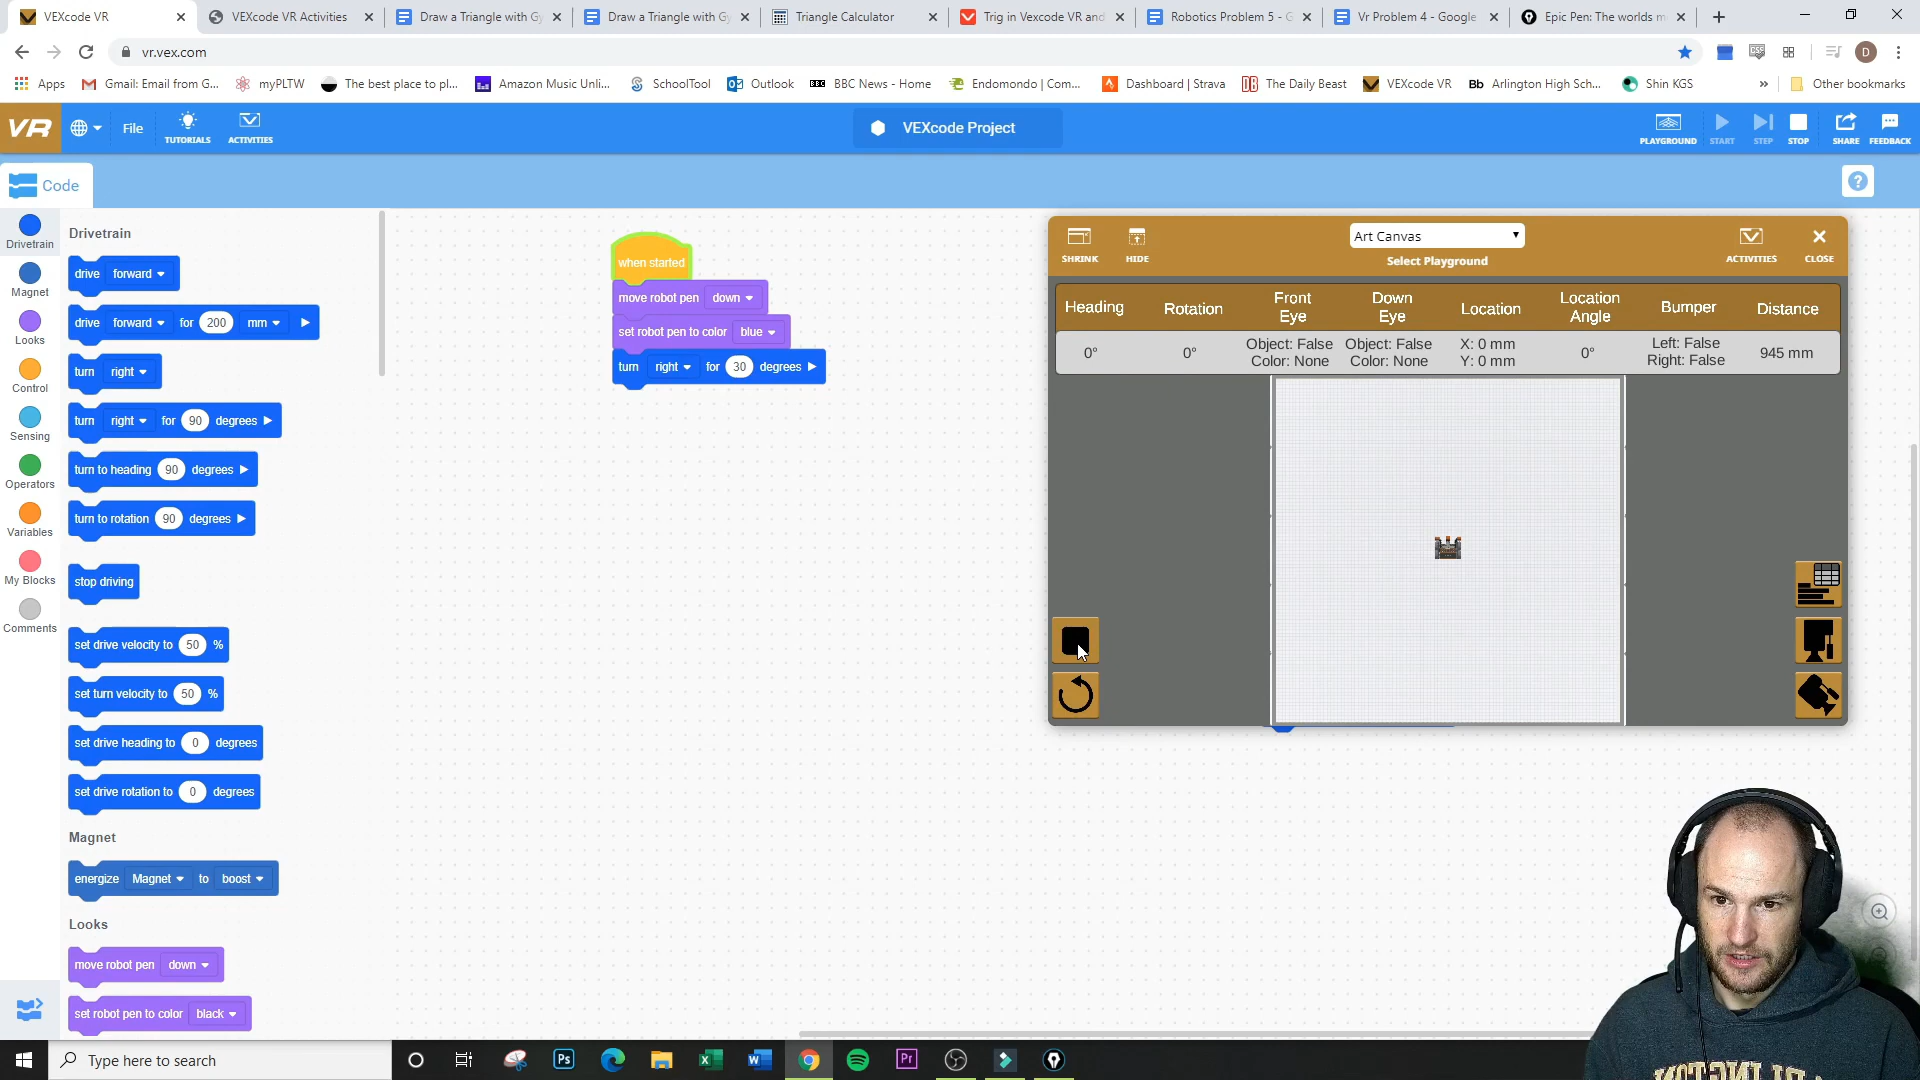 VEXcode VR
VEXcode VR Activities
Draw a Triangle with Gy
Draw a Triangle with Gy
Triangle Calculator
Trig in Vexcode VR and
Robotics Problem 5 - G
Vr Problem 4 - Google
Epic Pen: The worlds m
vr.vex.com
D
Apps
Gmail: Email from G...
myPLTW
The best place to pl...
Amazon Music Unli...
SchoolTool
Outlook
BBC News - Home
Endomondo | Com...
Dashboard | Strava
The Daily Beast
VEXcode VR
Bb Arlington High Sch...
Shin KGS
»
Other bookmarks
VR
File
TUTORIALS
ACTIVITIES
VEXcode Project
PLAYGROUND
START
STEP
STOP
SHARE
FEEDBACK
Code
?
Drivetrain
Magnet
Looks
Control
Sensing
Operators
Variables
My Blocks
Comments
Drivetrain
drive forward
drive forward for 200 mm
turn right
turn right for 90 degrees
turn to heading 90 degrees
turn to rotation 90 degrees
stop driving
set drive velocity to 50 %
set turn velocity to 50 %
set drive heading to 0 degrees
set drive rotation to 0 degrees
Magnet
energize Magnet to boost
Looks
move robot pen down
set robot pen to color black
when started
move robot pen down
set robot pen to color blue
turn right for 30 degrees
SHRINK
HIDE
Art Canvas
Select Playground
ACTIVITIES
CLOSE
Heading Rotation Front Eye Down Eye Location Location Angle Bumper Distance
0° 0° Object: False Object: False X: 0 mm 0° Left: False 945 mm
Color: None Color: None Y: 0 mm Right: False
Type here to search
Ps
Pr